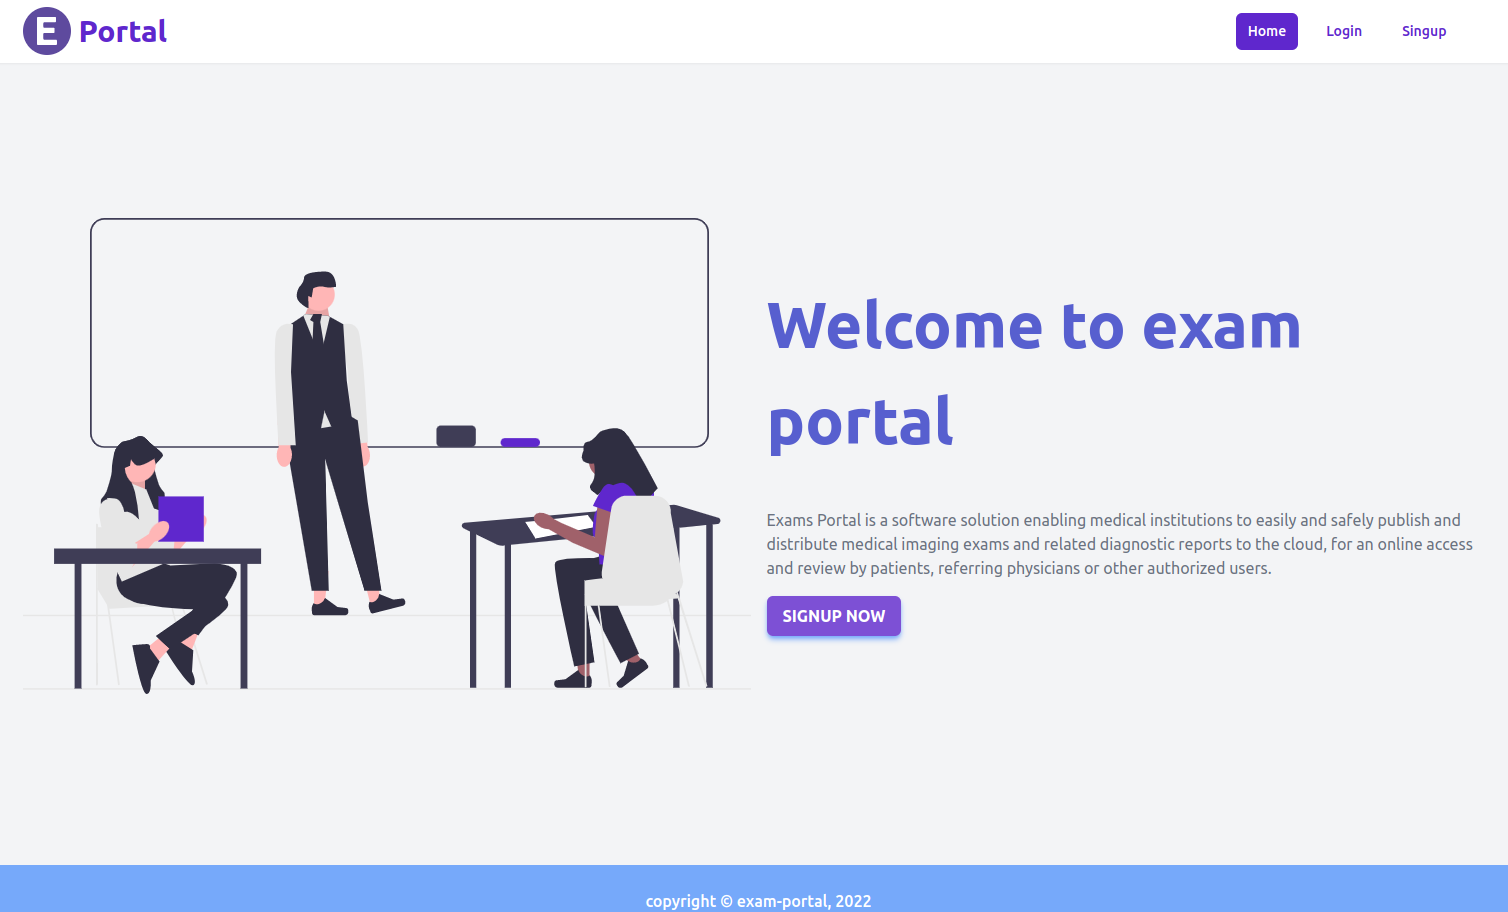 E Portal
Home
Login
Singup
Welcome to exam
portal
Exams Portal is a software solution enabling medical institutions to easily and safely publish and
distribute medical imaging exams and related diagnostic reports to the cloud, for an online access
and review by patients, referring physicians or other authorized users.
SIGNUP NOW
copyright © exam-portal, 2022